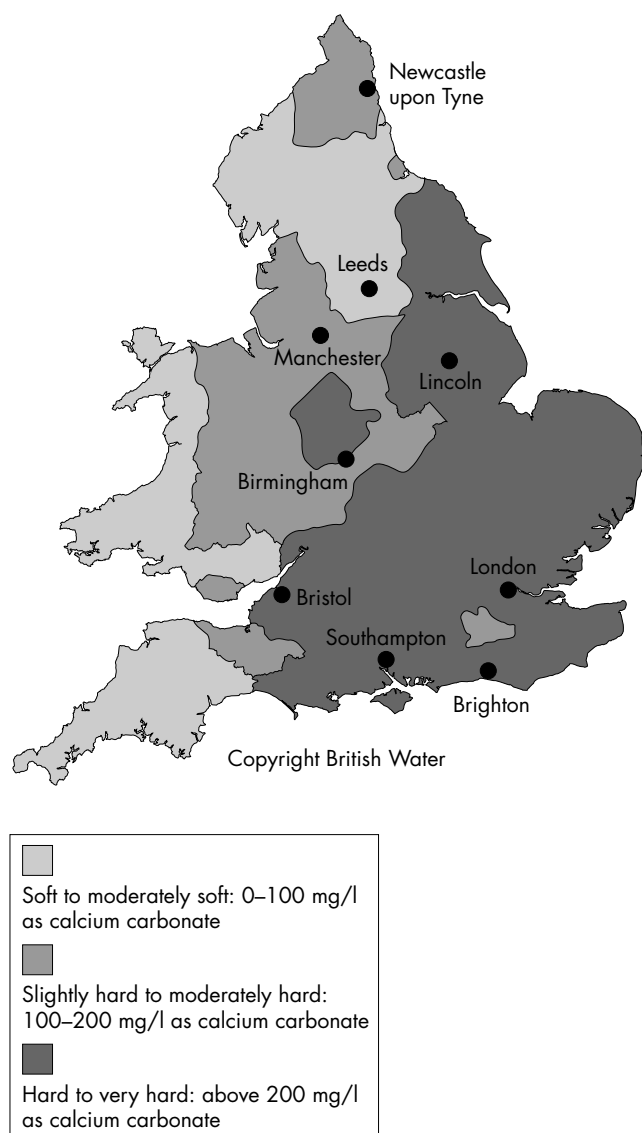 Newcastle
upon Tyne
Leeds
Manchester
Lincoln
Birmingham
London
Bristol
Southampton
Brighton
Copyright British Water
Soft to moderately soft: 0–100 mg/l
as calcium carbonate
Slightly hard to moderately hard:
100–200 mg/l as calcium carbonate
Hard to very hard: above 200 mg/l
as calcium carbonate